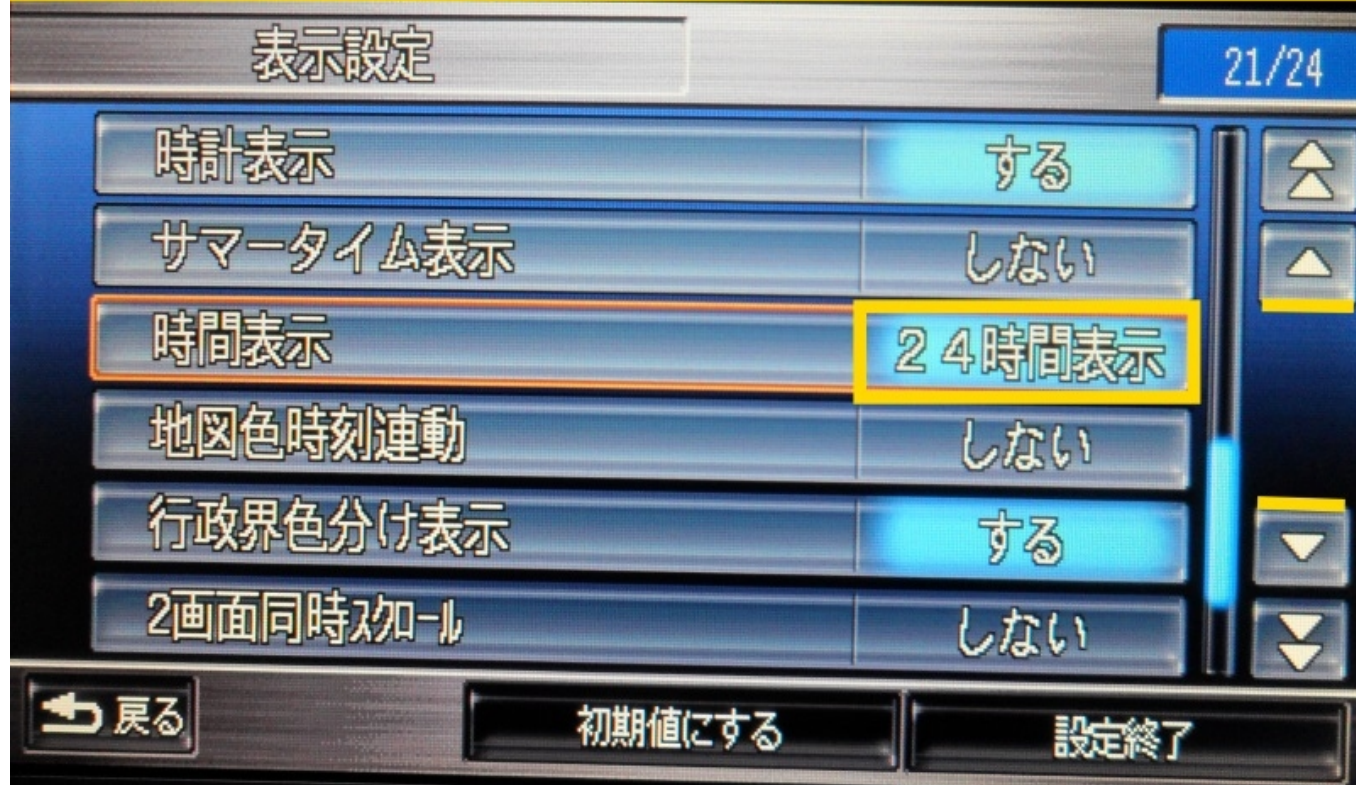 表示設定 21/24
時計表示 する
サマータイム表示 しない
時間表示 24時間表示
地図色時刻連動 しない
行政界色分け表示 する
2画面同時ｽｸﾛｰﾙ しない
戻る 初期値にする 設定終了